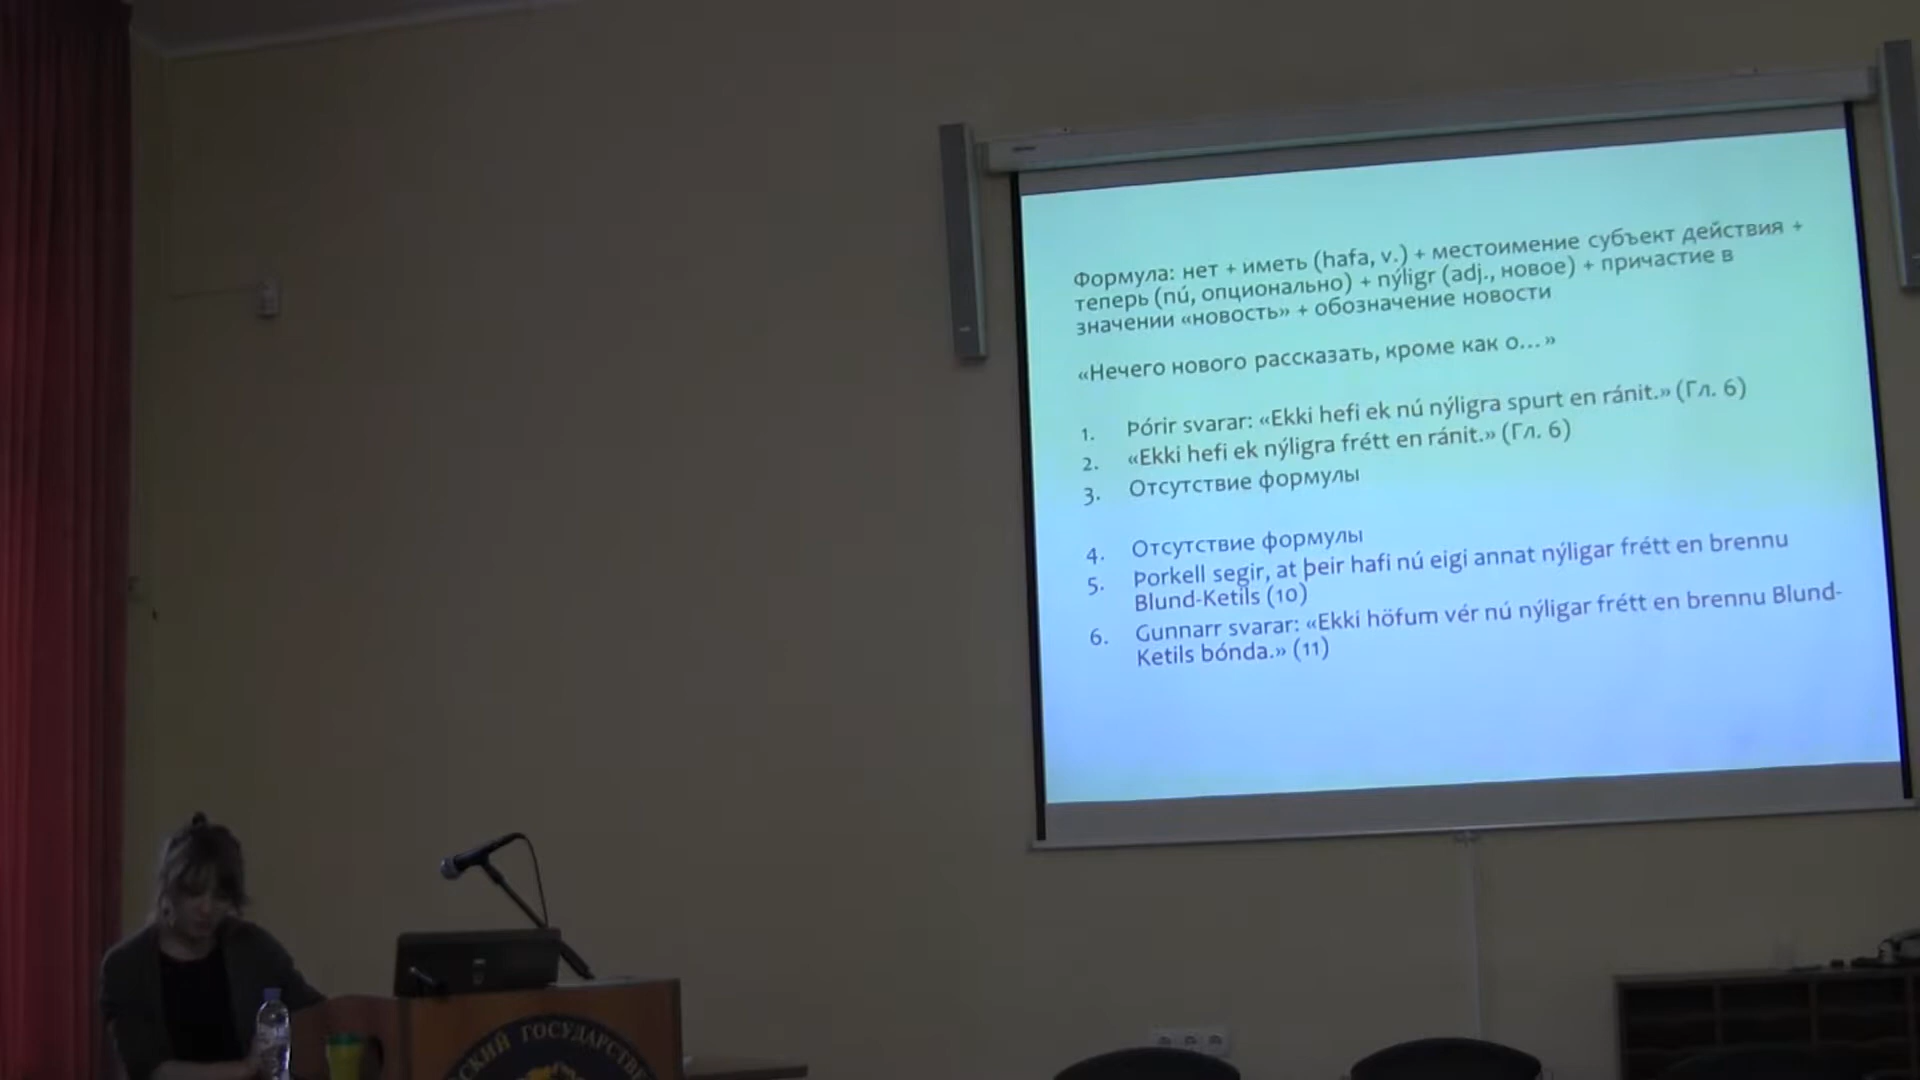 Формула: нет + иметь (hafa, v.) + местоимение субъект действия +
теперь (nú, опционально) + nýligr (adj., новое) + причастие в
значении «новость» + обозначение новости
«Нечего нового рассказать, кроме как о…»
1. Þórir svarar: «Ekki hefi ek nú nýligra spurt en ránit.» (Гл. 6)
2. «Ekki hefi ek nýligra frétt en ránit.» (Гл. 6)
3. Отсутствие формулы
4. Отсутствие формулы
5. Þorkell segir, at þeir hafi nú eigi annat nýligar frétt en brennu
Blund-Ketils (10)
6. Gunnarr svarar: «Ekki höfum vér nú nýligar frétt en brennu Blund-
Ketils bónda.» (11)
СКИЙ ГОСУДАРСТВЕ